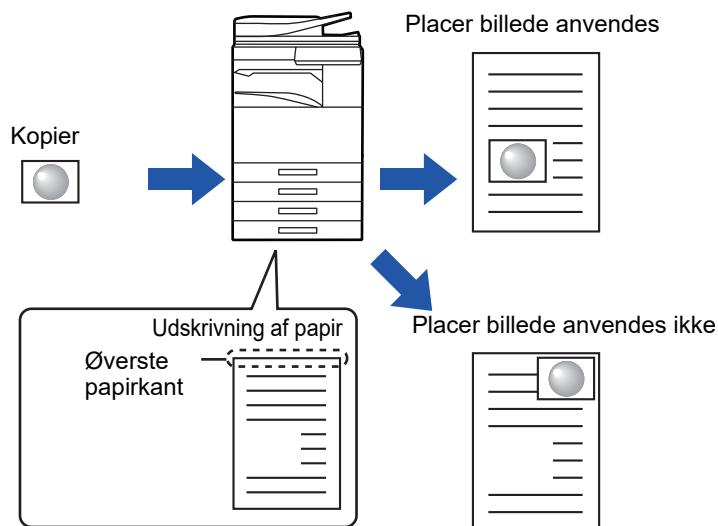 Placer billede anvendes
Kopier
Udskrivning af papir
Øverste
papirkant
Placer billede anvendes ikke